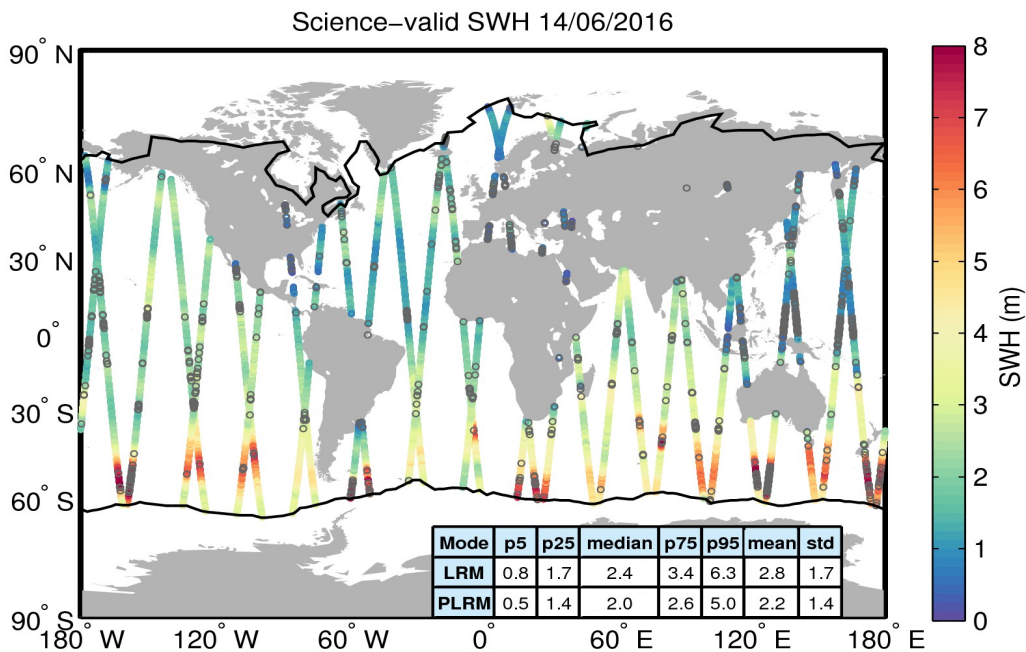 Science−valid SWH 14/06/2016
90° N
60° N
30° N
0°
30° S
60° S
90° S
180° W
120° W
60° W
0°
60° E
120° E
180° E
Mode p5 p25 median p75 p95 mean std
LRM 0.8 1.7 2.4 3.4 6.3 2.8 1.7
PLRM 0.5 1.4 2.0 2.6 5.0 2.2 1.4
8
7
6
5
4
3
2
1
0
SWH (m)